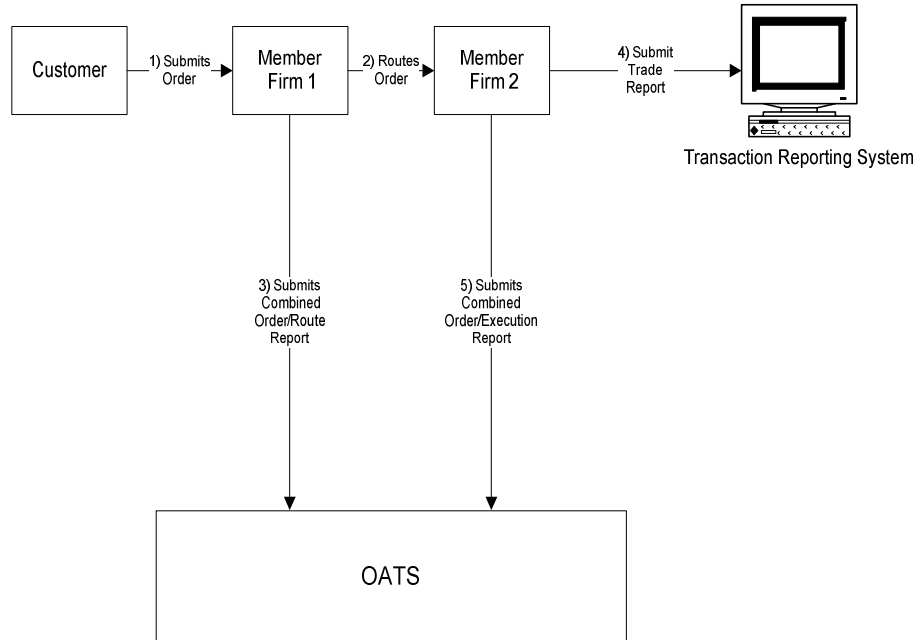 Customer
1) Submits
Order
Member
Firm 1
2) Routes
Order
Member
Firm 2
4) Submit
Trade
Report
Transaction Reporting System
3) Submits
Combined
Order/Route
Report
5) Submits
Combined
Order/Execution
Report
OATS